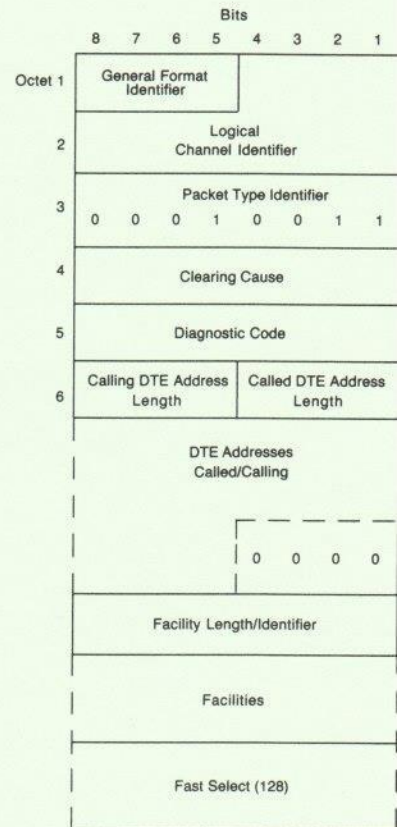 Bits
8 7 6 5 4 3 2 1
Octet 1
General Format
Identifier
2
Logical
Channel Identifier
3
Packet Type Identifier
0 0 0 1 0 0 1 1
4
Clearing Cause
5
Diagnostic Code
6
Calling DTE Address
Length
Called DTE Address
Length
DTE Addresses
Called/Calling
0 0 0 0
Facility Length/Identifier
Facilities
Fast Select (128)